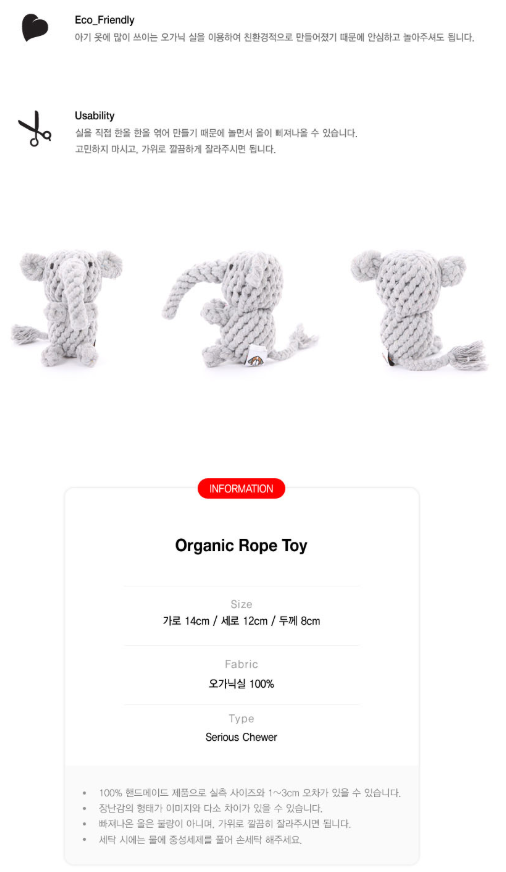 Eco_Friendly
아기 옷에 많이 쓰이는 오가닉 실을 이용하여 친환경적으로 만들어졌기 때문에 안심하고 놀아주셔도 됩니다.
Usability
실을 직접 한올 한올 엮어 만들기 때문에 놀면서 올이 삐져나올 수 있습니다.
고민하지 마시고, 가위로 깔끔하게 잘라주시면 됩니다.
INFORMATION
Organic Rope Toy
Size
가로 14cm / 세로 12cm / 두께 8cm
Fabric
오가닉실 100%
Type
Serious Chewer
• 100% 핸드메이드 제품으로 실측 사이즈와 1~3cm 오차가 있을 수 있습니다.
• 장난감의 형태가 이미지와 다소 차이가 있을 수 있습니다.
• 빠져나온 올은 불량이 아니며, 가위로 깔끔히 잘라주시면 됩니다.
• 세탁 시에는 물에 중성세제를 풀어 손세탁 해주세요.